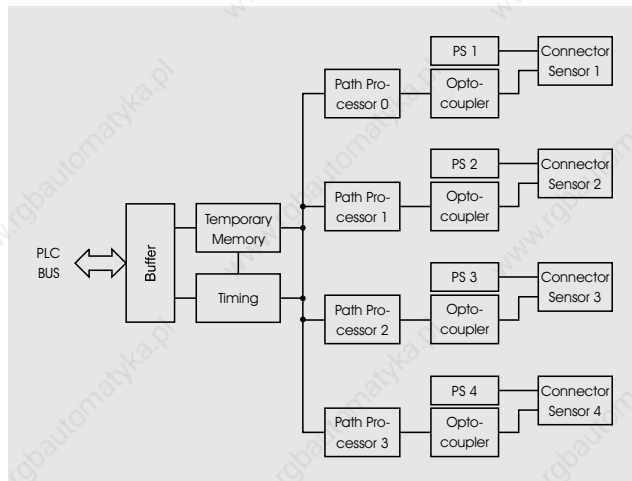 PS 1
Connector
Sensor 1
Path Pro-
cessor 0
Opto-
coupler
PS 2
Connector
Sensor 2
Path Pro-
cessor 1
Opto-
coupler
Temporary
Memory
PLC
BUS
Buffer
Timing
PS 3
Connector
Sensor 3
Path Pro-
cessor 2
Opto-
coupler
PS 4
Connector
Sensor 4
Path Pro-
cessor 3
Opto-
coupler
www.rgbautomatyka.pl